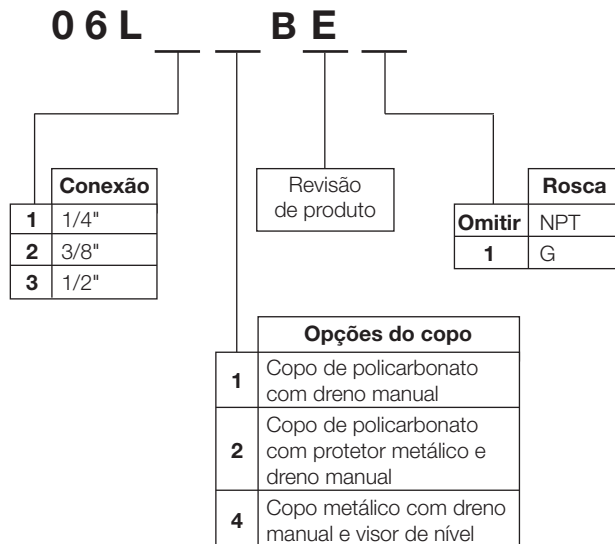 06L B E
Conexão
1 1/4"
2 3/8"
3 1/2"
Revisão
de produto
Rosca
Omitir NPT
1 G
Opções do copo
1 Copo de policarbonato
com dreno manual
2 Copo de policarbonato
com protetor metálico e
dreno manual
4 Copo metálico com dreno
manual e visor de nível